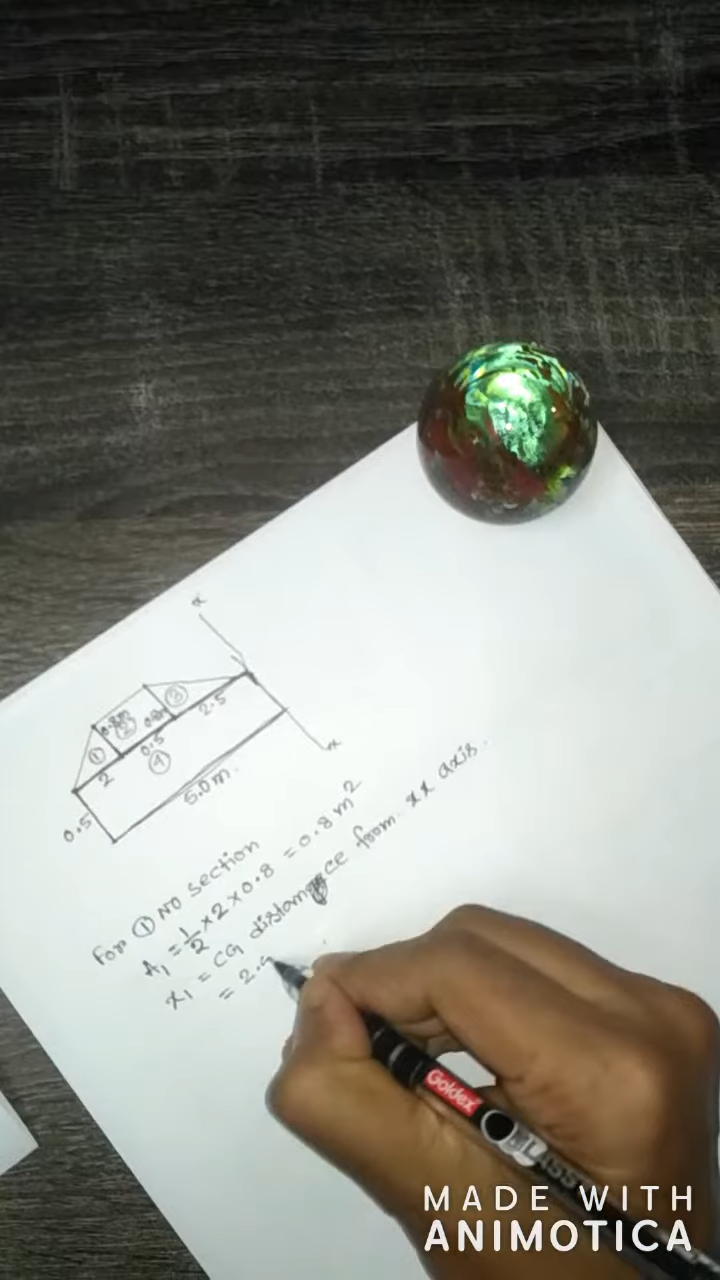 x
0.8m
0.8m
①
②
③
2
0.5
2.5
④
0.5
5.0m.
x
For ① NO section
A₁ = 1/2 × 2 × 0.8 = 0.8 m²
x₁ = CG distance from xx axis.
= 2.
Goldex
MADE WITH
ANIMOTICA